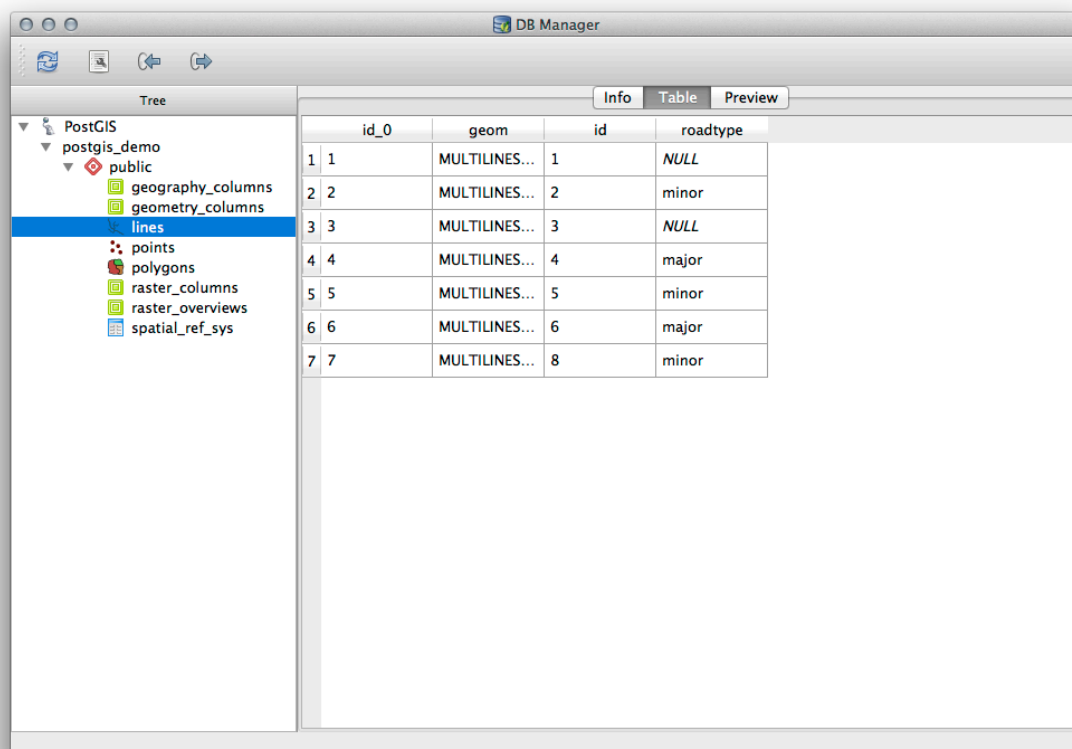 DB Manager
Tree
Info Table Preview
PostGIS
postgis_demo
public
geography_columns
geometry_columns
lines
points
polygons
raster_columns
raster_overviews
spatial_ref_sys
id_0 geom id roadtype
1 1 MULTILINES... 1 NULL
2 2 MULTILINES... 2 minor
3 3 MULTILINES... 3 NULL
4 4 MULTILINES... 4 major
5 5 MULTILINES... 5 minor
6 6 MULTILINES... 6 major
7 7 MULTILINES... 8 minor